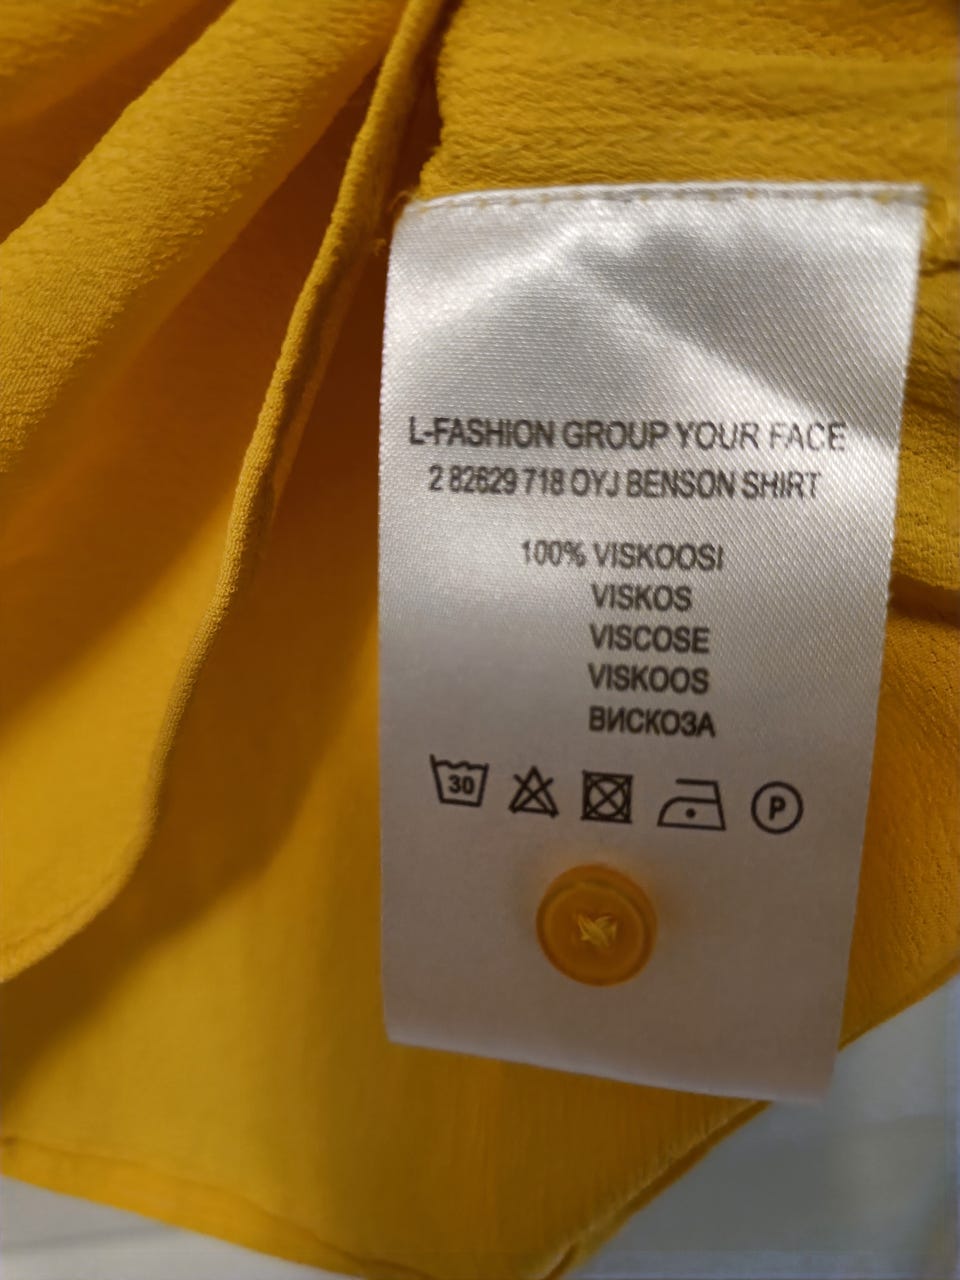 L-FASHION GROUP YOUR FACE
2 82629 718 OYJ BENSON SHIRT
100% VISKOOSI
VISKOS
VISCOSE
VISKOOS
ВИСКОЗА
30 P